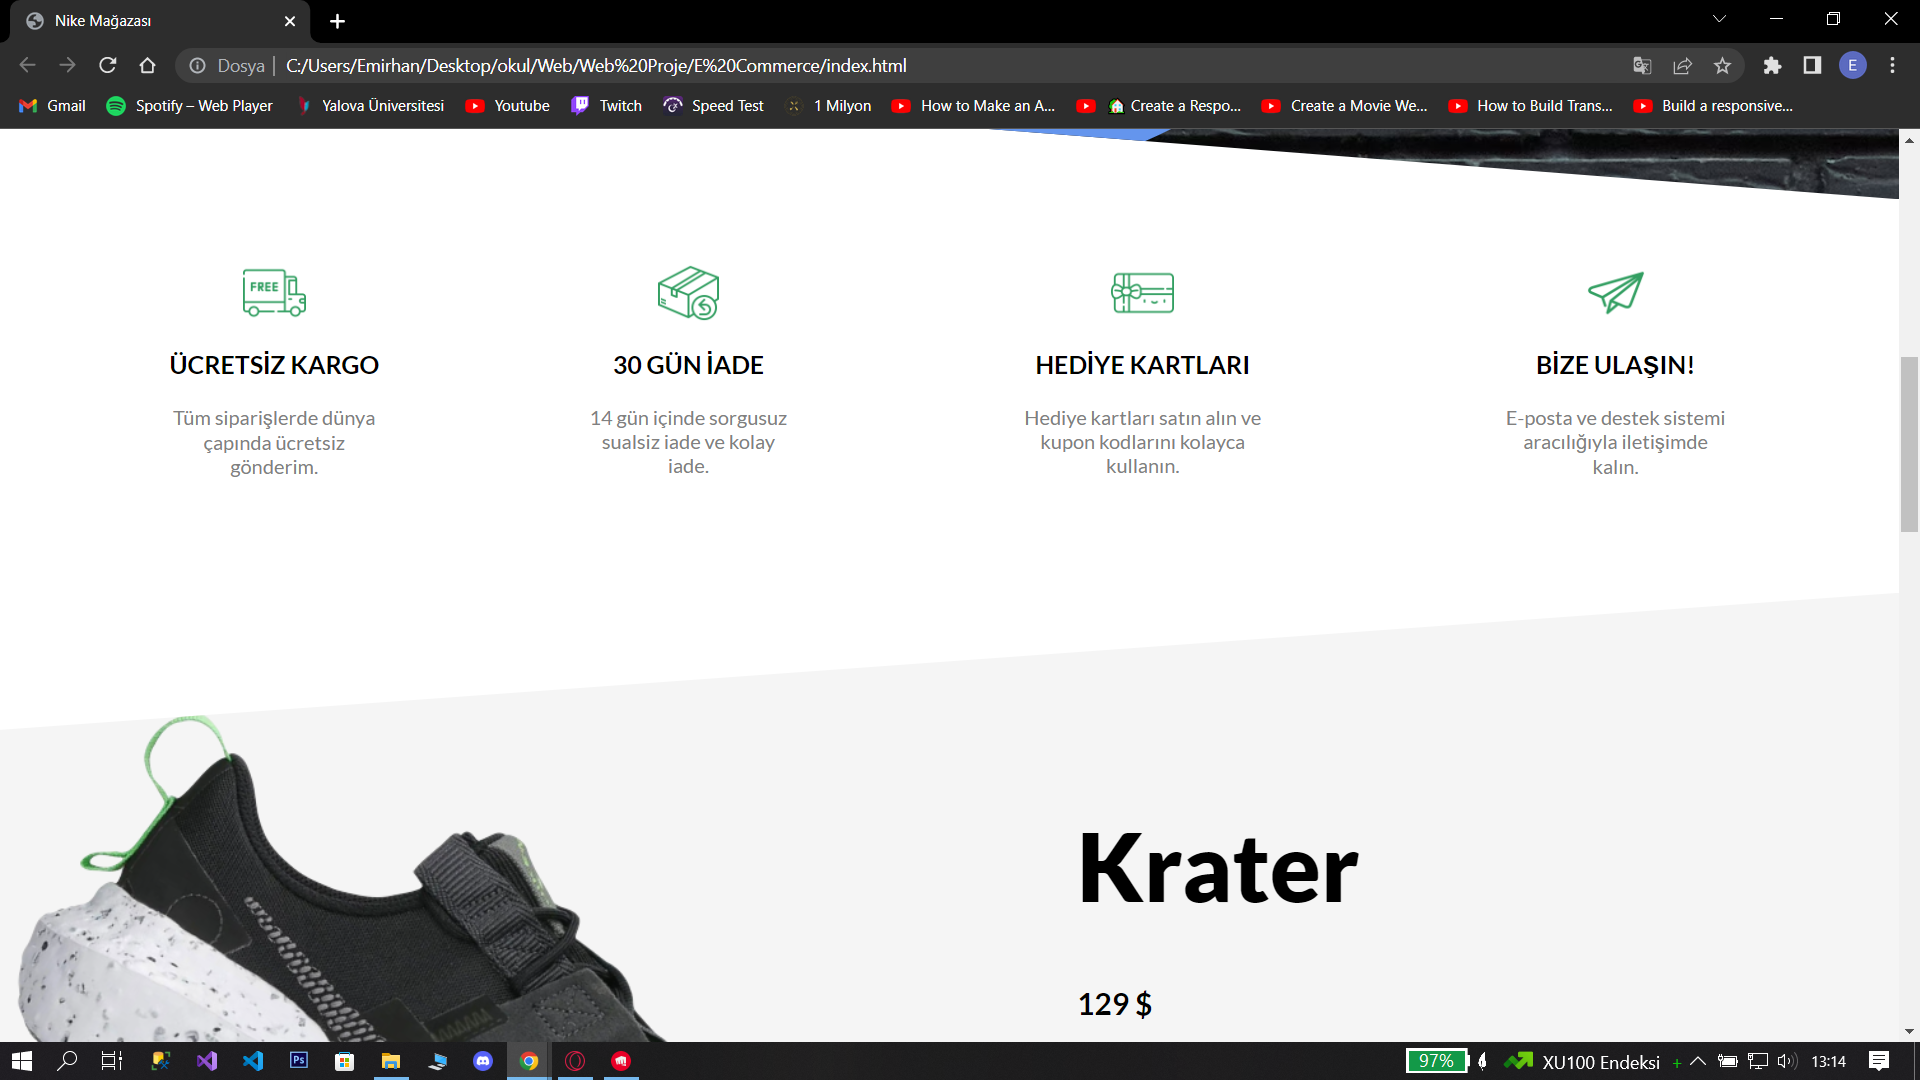 Nike Mağazası
Dosya | C:/Users/Emirhan/Desktop/okul/Web/Web%20Proje/E%20Commerce/index.html
E
Gmail
Spotify – Web Player
Yalova Üniversitesi
Youtube
Twitch
Speed Test
1 Milyon
How to Make an A...
Create a Respo...
Create a Movie We...
How to Build Trans...
Build a responsive...
FREE
ÜCRETSİZ KARGO
Tüm siparişlerde dünya
çapında ücretsiz
gönderim.
30 GÜN İADE
14 gün içinde sorgusuz
sualsiz iade ve kolay
iade.
HEDİYE KARTLARI
Hediye kartları satın alın ve
kupon kodlarını kolayca
kullanın.
BİZE ULAŞIN!
E-posta ve destek sistemi
aracılığıyla iletişimde
kalın.
Krater
129 $
Ps
97%
XU100 Endeksi +
13:14